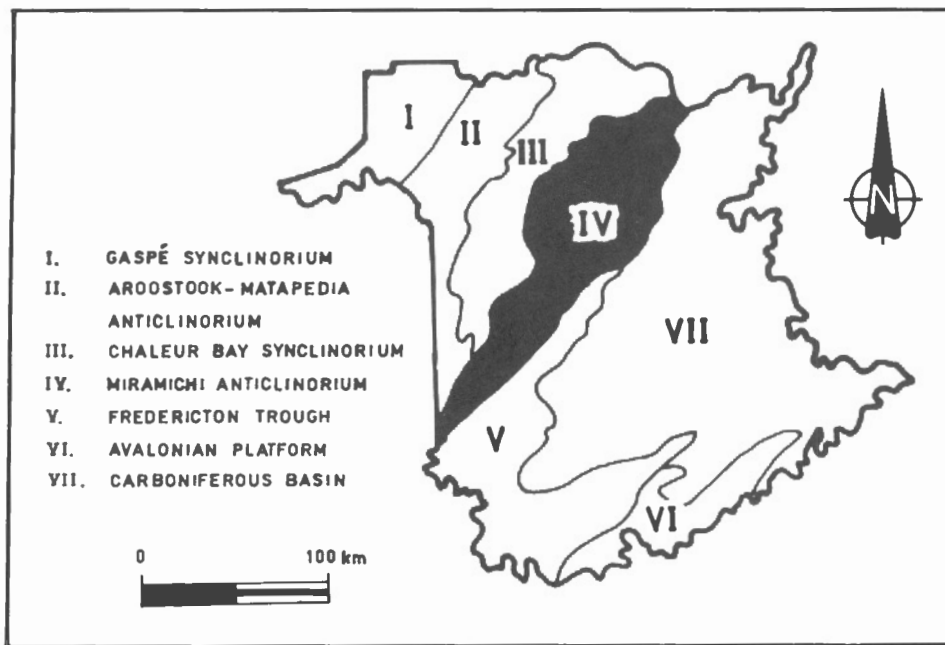 I
II
III
IV
N
I. GASPÉ SYNCLINORIUM
II. AROOSTOOK-MATAPEDIA
ANTICLINORIUM
III. CHALEUR BAY SYNCLINORIUM
IV. MIRAMICHI ANTICLINORIUM
V. FREDERICTON TROUGH
VI. AVALONIAN PLATFORM
VII. CARBONIFEROUS BASIN
VII
V
VI
0 100 km